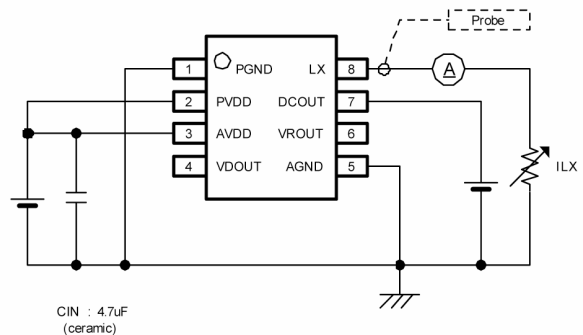 Probe
1 PGND LX 8 A
2 PVDD DCOUT 7
3 AVDD VROUT 6
4 VDOUT AGND 5
ILX
CIN : 4.7uF
(ceramic)